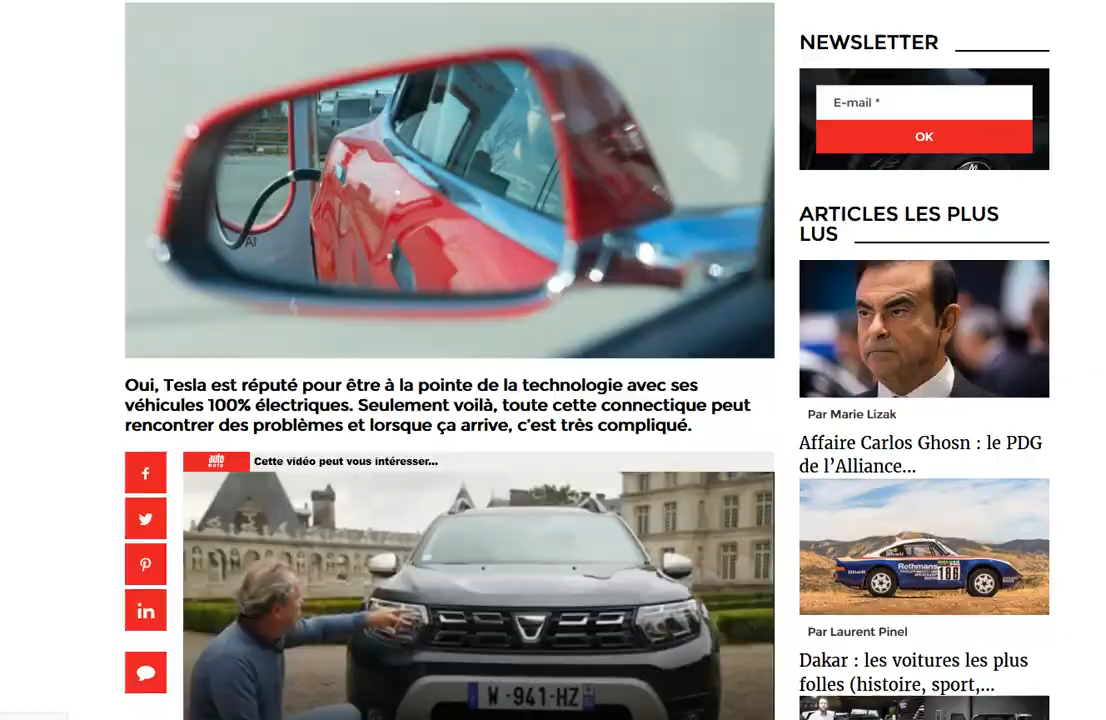 Oui, Tesla est réputé pour être à la pointe de la technologie avec ses
véhicules 100% électriques. Seulement voilà, toute cette connectique peut
rencontrer des problèmes et lorsque ça arrive, c’est très compliqué.
auto
moto
Cette vidéo peut vous intéresser...
W-941-HZ
NEWSLETTER
E-mail *
OK
ARTICLES LES PLUS
LUS
Par Marie Lizak
Affaire Carlos Ghosn : le PDG
de l’Alliance...
Rothmans
186
Par Laurent Pinel
Dakar : les voitures les plus
folles (histoire, sport,...